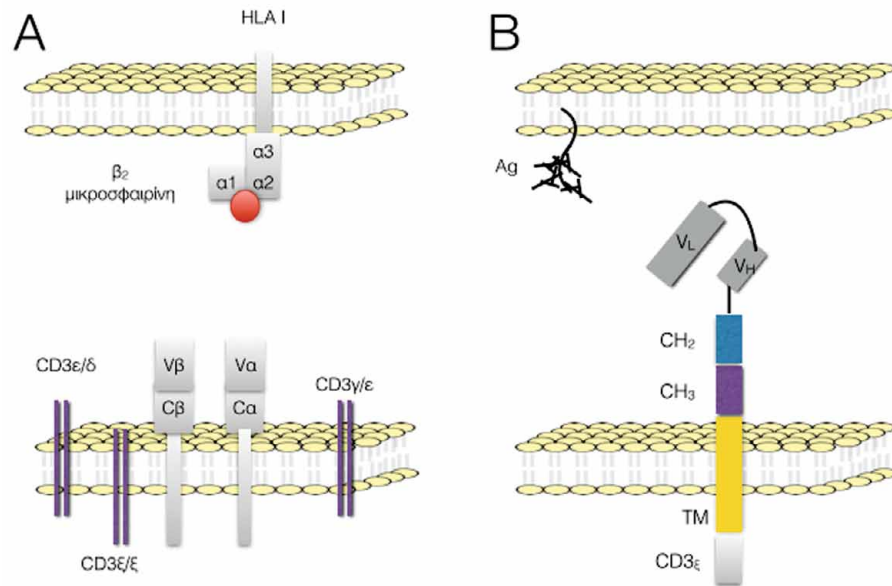 A
HLA I
α3
α1
α2
β₂
μικροσφαιρίνη
CD3ε/δ
Vβ
Vα
CD3γ/ε
Cβ
Cα
CD3ξ/ξ
B
Ag
VL
VH
CH₂
CH₃
TM
CD3ξ